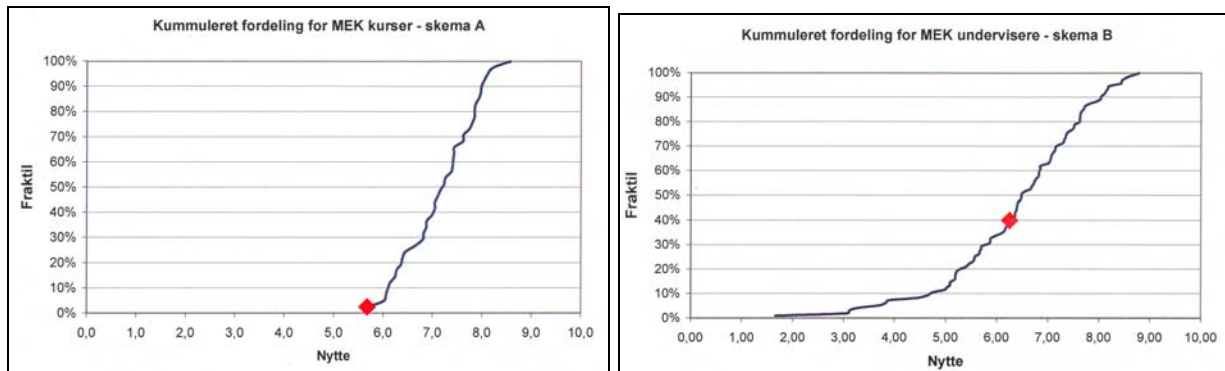 Kummuleret fordeling for MEK kurser - skema A
100%
90%
80%
70%
60%
50%
40%
30%
20%
10%
0%
Fraktil
0,0 1,0 2,0 3,0 4,0 5,0 6,0 7,0 8,0 9,0 10,0
Nytte
Kummuleret fordeling for MEK undervisere - skema B
100%
90%
80%
70%
60%
50%
40%
30%
20%
10%
0%
Fraktil
0,00 1,00 2,00 3,00 4,00 5,00 6,00 7,00 8,00 9,00 10,00
Nytte